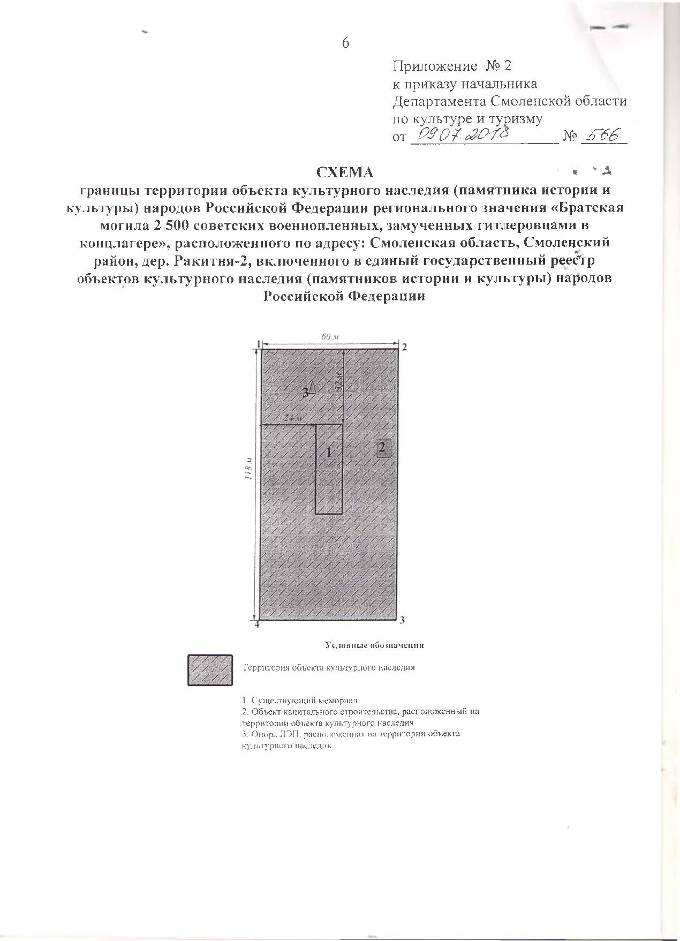 6
Приложение № 2
к приказу начальника
Департамента Смоленской области
по культуре и туризму
от 09 07 2018 № 566
СХЕМА
границы территории объекта культурного наследия (памятника истории и
культуры) народов Российской Федерации регионального значения «Братская
могила 2 500 советских военнопленных, замученных гитлеровцами в
концлагере», расположенного по адресу: Смоленская область, Смоленский
район, дер. Ракитня-2, включенного в единый государственный реестр
объектов культурного наследия (памятников истории и культуры) народов
Российской Федерации
60 м
1
2
3
32 м
24 м
1
2
118 м
4
3
Условные обозначения
Территория объекта культурного наследия
1. Существующий мемориал
2. Объект капитального строительства, расположенный на
территории объекта культурного наследия
3. Опора ЛЭП, расположенная на территории объекта
культурного наследия